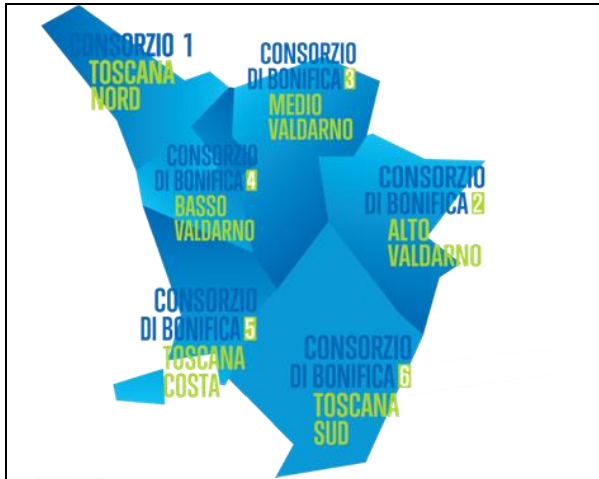 CONSORZIO 1
TOSCANA
NORD
CONSORZIO
DI BONIFICA 3
MEDIO
VALDARNO
CONSORZIO
DI BONIFICA 4
BASSO
VALDARNO
CONSORZIO
DI BONIFICA 2
ALTO
VALDARNO
CONSORZIO
DI BONIFICA 5
TOSCANA
COSTA
CONSORZIO
DI BONIFICA 6
TOSCANA
SUD